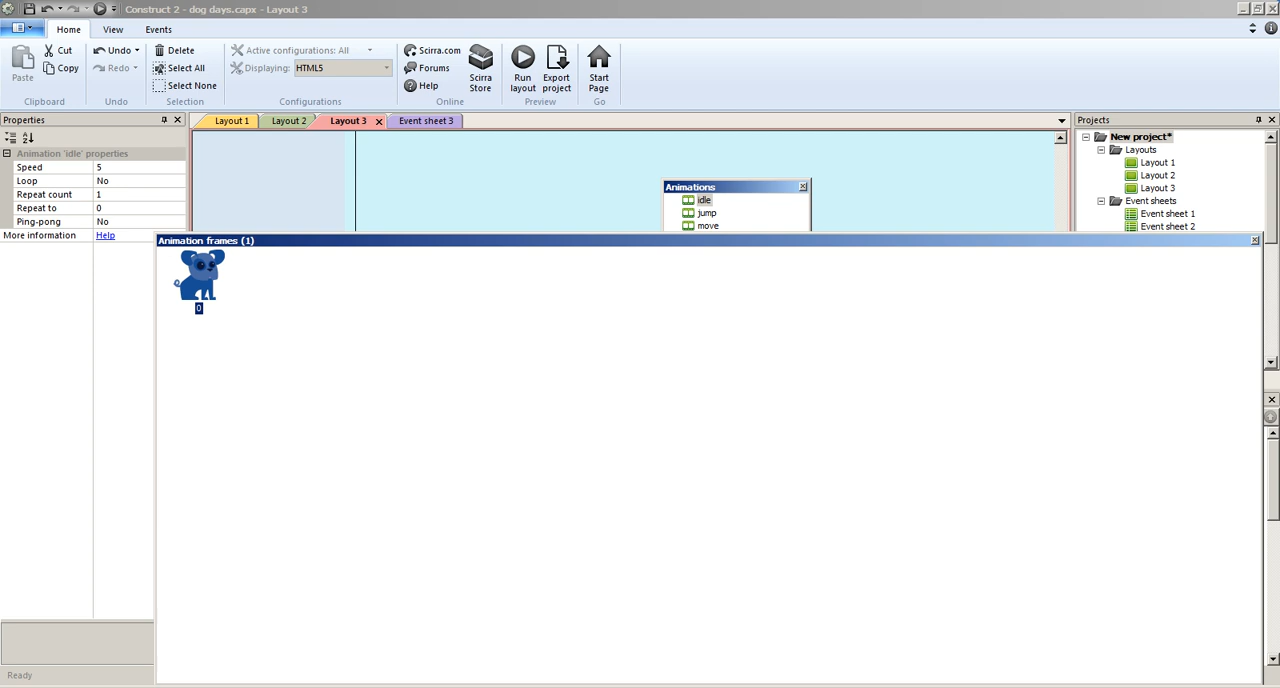 Construct 2 - dog days.capx - Layout 3
Home View Events
Paste Cut Copy Clipboard
Undo Redo Undo
Delete Select All Select None Selection
Active configurations: All
Displaying: HTML5
Configurations
Scirra.com Forums Help Scirra Store Online
Run layout Export project Preview
Start Page Go
Properties
Layout 1 Layout 2 Layout 3 Event sheet 3
Projects
Animation 'idle' properties
Speed 5
Loop No
Repeat count 1
Repeat to 0
Ping-pong No
More information Help
Animations
idle
jump
move
New project*
Layouts
Layout 1
Layout 2
Layout 3
Event sheets
Event sheet 1
Event sheet 2
Animation frames (1)
0
Ready